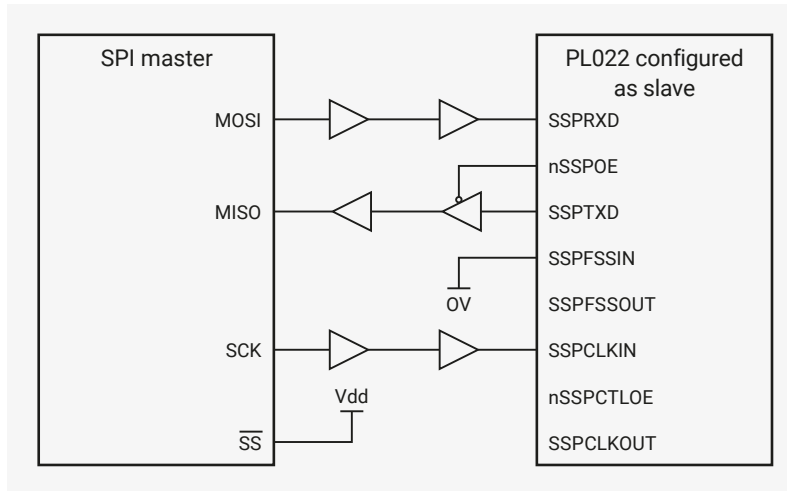 SPI master
PL022 configured
as slave
MOSI
SSPRXD
nSSPOE
MISO
SSPTXD
SSPFSSIN
0V
SSPFSSOUT
SCK
SSPCLKIN
Vdd
nSSPCTLOE
SS
SSPCLKOUT